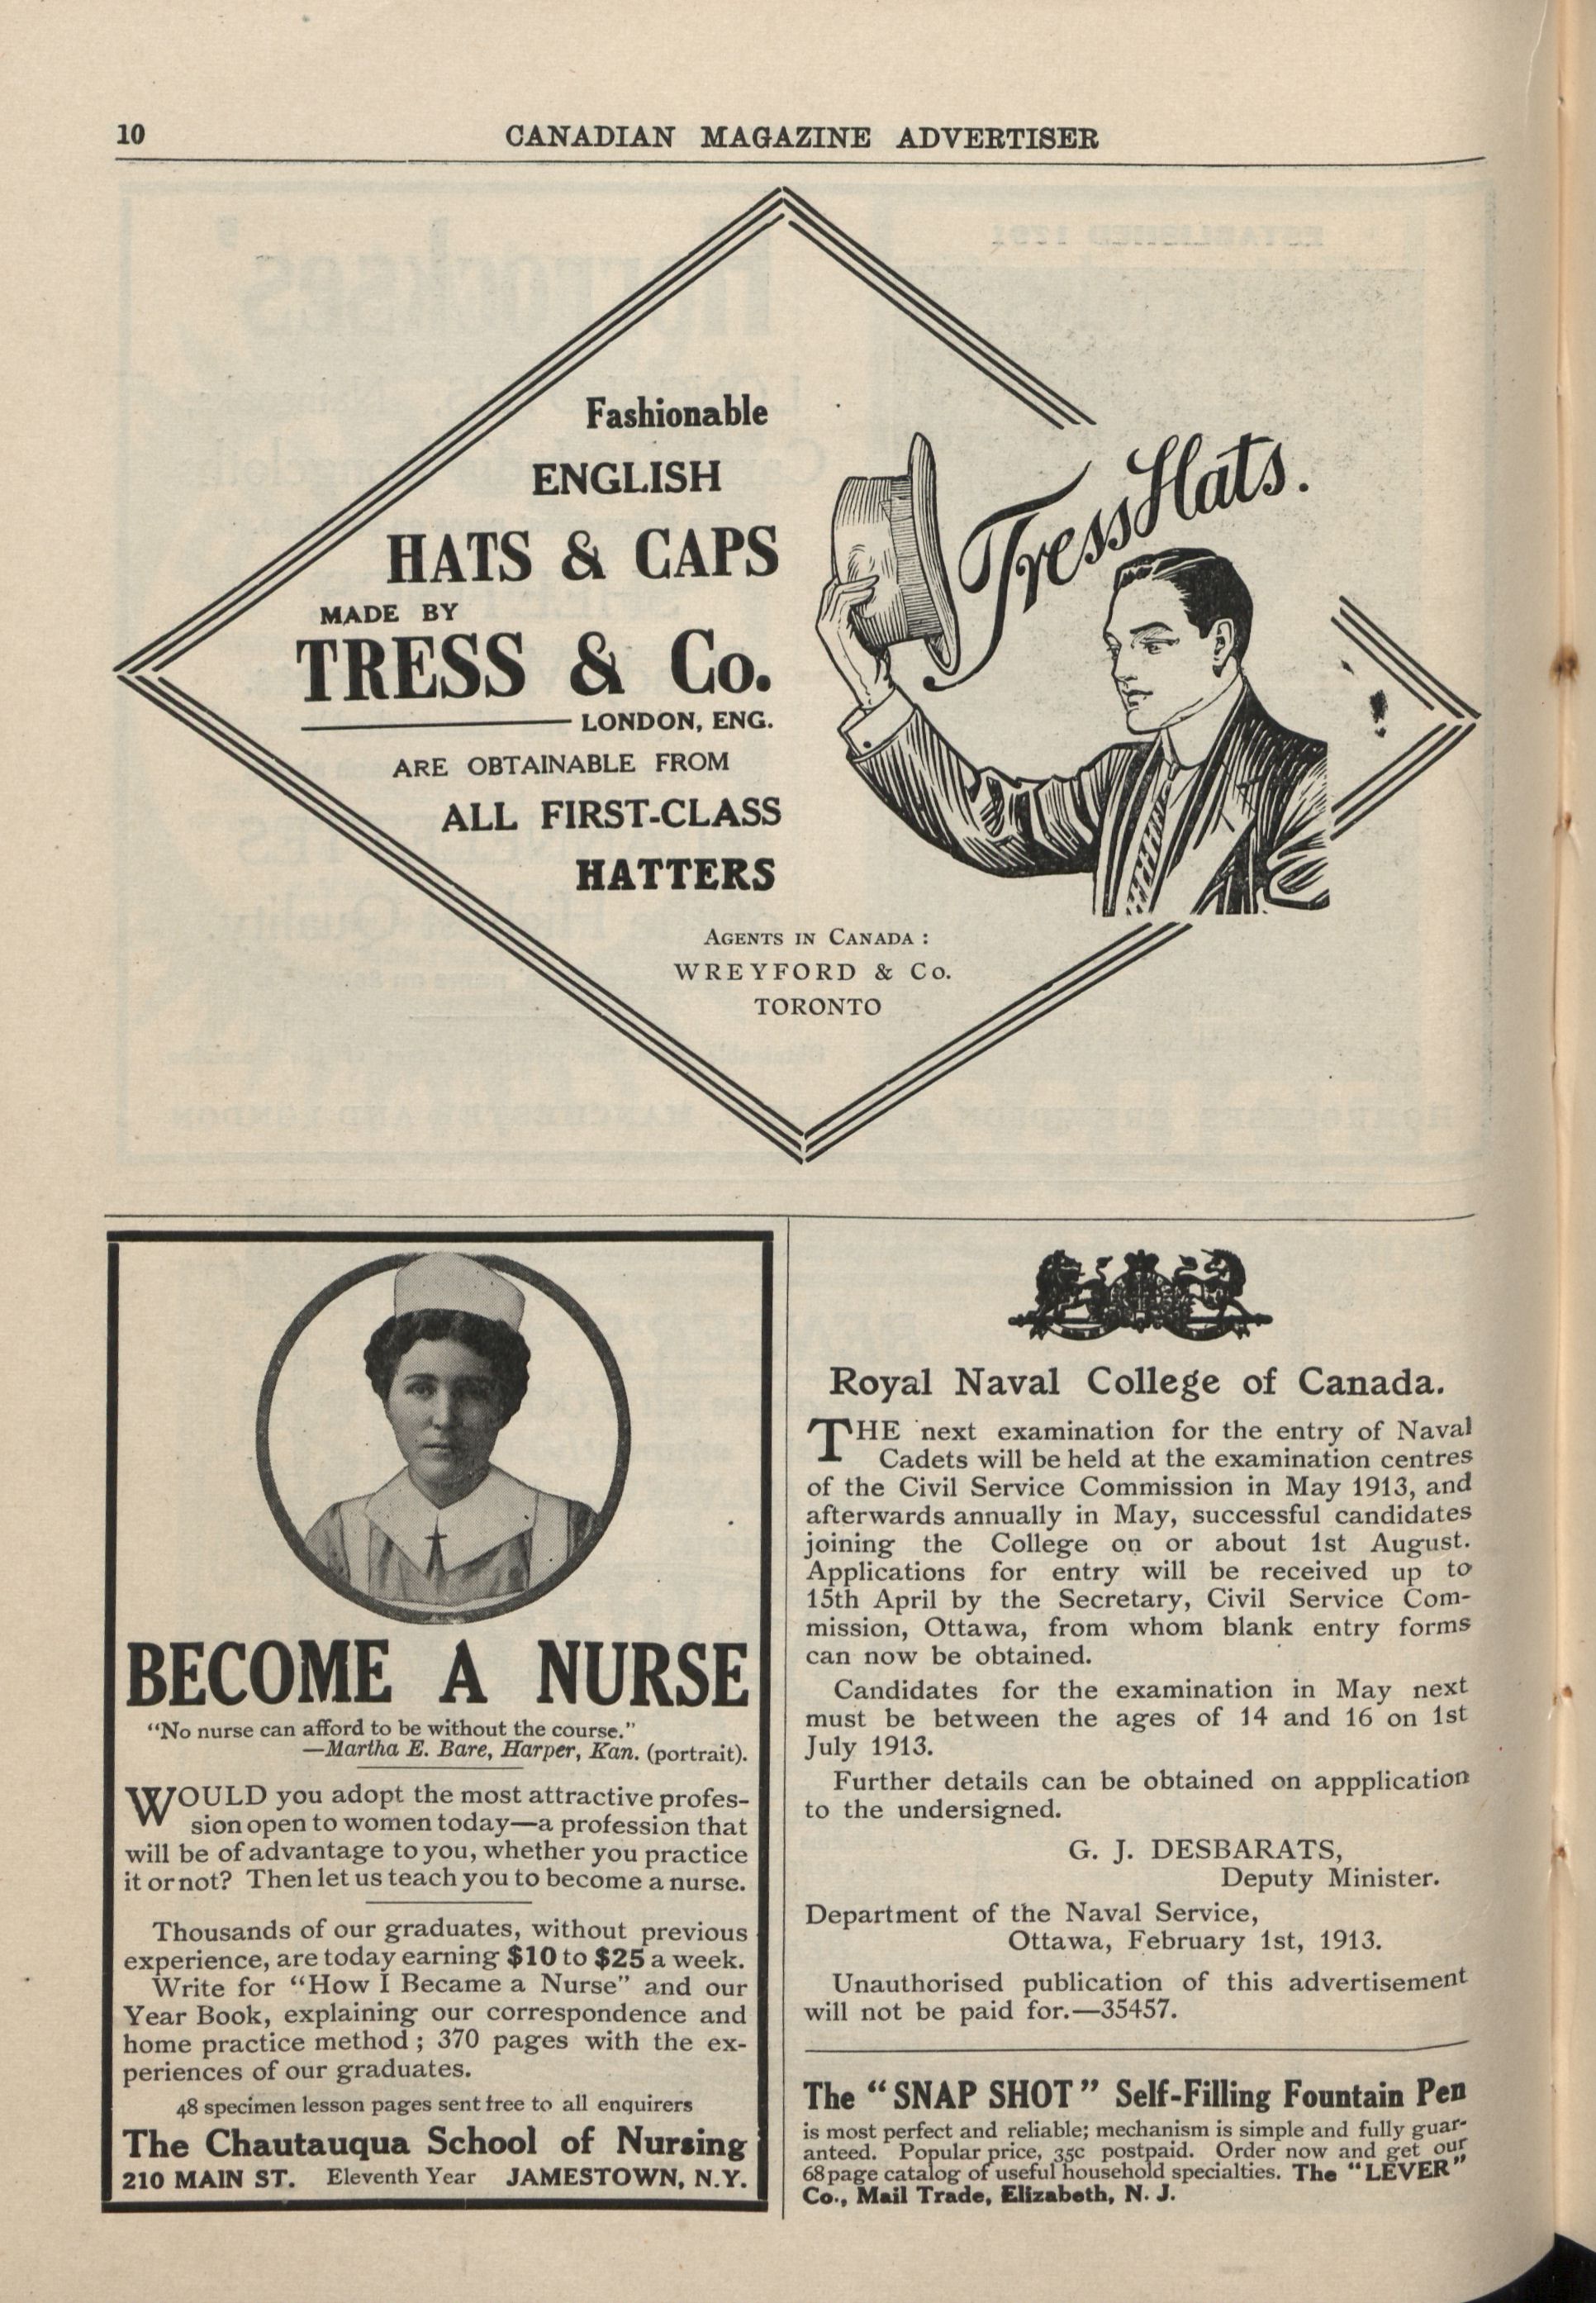 10
CANADIAN MAGAZINE ADVERTISER
Fashionable
ENGLISH
HATS & CAPS
MADE BY
TRESS & Co.
LONDON, ENG.
ARE OBTAINABLE FROM
ALL FIRST-CLASS
HATTERS
Tress Hats.
AGENTS IN CANADA :
WREYFORD & Co.
TORONTO
BECOME A NURSE
"No nurse can afford to be without the course."
—Martha E. Bare, Harper, Kan. (portrait).
WOULD you adopt the most attractive profes-
sion open to women today—a profession that
will be of advantage to you, whether you practice
it or not? Then let us teach you to become a nurse.
Thousands of our graduates, without previous
experience, are today earning $10 to $25 a week.
Write for "How I Became a Nurse" and our
Year Book, explaining our correspondence and
home practice method ; 370 pages with the ex-
periences of our graduates.
48 specimen lesson pages sent free to all enquirers
The Chautauqua School of Nursing
210 MAIN ST. Eleventh Year JAMESTOWN, N.Y.
Royal Naval College of Canada.
THE next examination for the entry of Naval
Cadets will be held at the examination centres
of the Civil Service Commission in May 1913, and
afterwards annually in May, successful candidates
joining the College on or about 1st August.
Applications for entry will be received up to
15th April by the Secretary, Civil Service Com-
mission, Ottawa, from whom blank entry forms
can now be obtained.
Candidates for the examination in May next
must be between the ages of 14 and 16 on 1st
July 1913.
Further details can be obtained on appplication
to the undersigned.
G. J. DESBARATS,
Deputy Minister.
Department of the Naval Service,
Ottawa, February 1st, 1913.
Unauthorised publication of this advertisement
will not be paid for.—35457.
The "SNAP SHOT" Self-Filling Fountain Pen
is most perfect and reliable; mechanism is simple and fully guar-
anteed. Popular price, 35c postpaid. Order now and get our
68 page catalog of useful household specialties. The "LEVER"
Co., Mail Trade, Elizabeth, N. J.